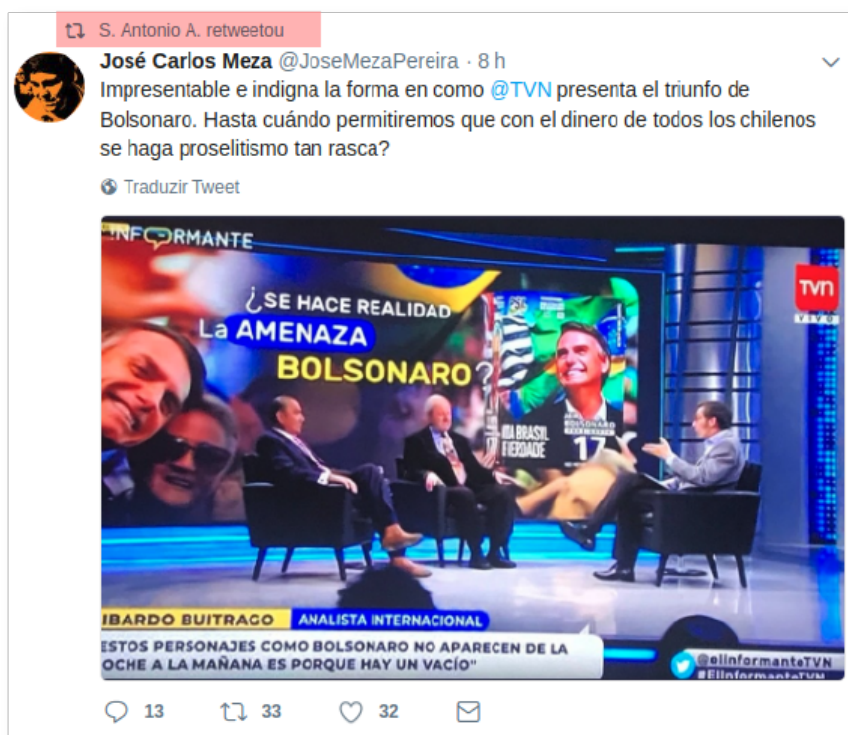 S. Antonio A. retweetou
José Carlos Meza @JoseMezaPereira · 8 h
Impresentable e indigna la forma en como @TVN presenta el triunfo de
Bolsonaro. Hasta cuándo permitiremos que con el dinero de todos los chilenos
se haga proselitismo tan rasca?
Traduzir Tweet
INFORMANTE
¿SE HACE REALIDAD
La AMENAZA
BOLSONARO?
TVN
VIVO
BOLSONARO
17
IBARDO BUITRAGO ANALISTA INTERNACIONAL
ESTOS PERSONAJES COMO BOLSONARO NO APARECEN DE LA
OCHE A LA MAÑANA ES PORQUE HAY UN VACÍO"
@elinformanteTVN
#ElInformanteTVN
13 33 32